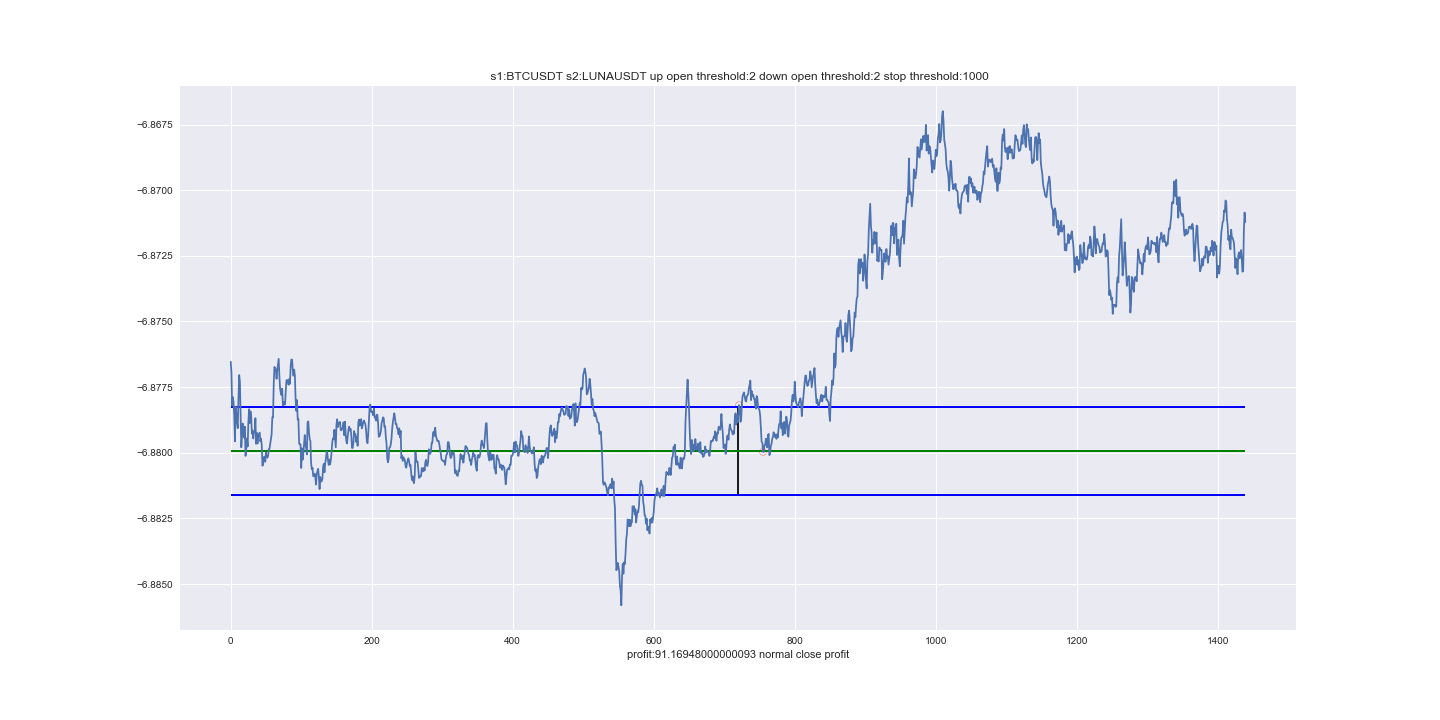 s1:BTCUSDT s2:LUNAUSDT up open threshold:2 down open threshold:2 stop threshold:1000
−6.8675
−6.8700
−6.8725
−6.8750
−6.8775
−6.8800
−6.8825
−6.8850
0 200 400 600 800 1000 1200 1400
profit:91.16948000000093 normal close profit